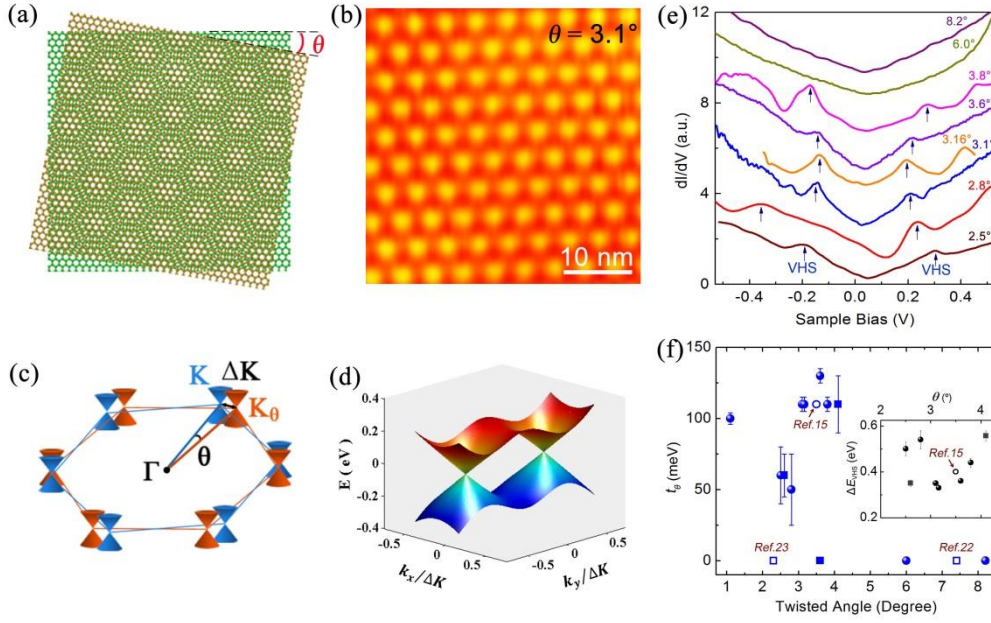 (a)
θ
(b)
θ = 3.1°
10 nm
(c)
K
ΔK
K_θ
Γ
θ
(d)
0.4
0.2
0
-0.2
-0.4
E ( eV )
-0.5
0
0.5
k_x/ΔK
-0.5
0
0.5
k_y/ΔK
(e)
12
8
4
0
dI/dV (a.u.)
8.2°
6.0°
3.8°
3.6°
3.16°
3.1°
2.8°
2.5°
VHS
VHS
-0.4
-0.2
0.0
0.2
0.4
Sample Bias (V)
(f)
150
100
50
0
t_θ (meV)
Ref.15
Ref.23
Ref.22
1 2 3 4 5 6 7 8
Twisted Angle (Degree)
θ (°)
2 3 4
0.6
0.4
0.2
ΔE_VHS (eV)
Ref.15